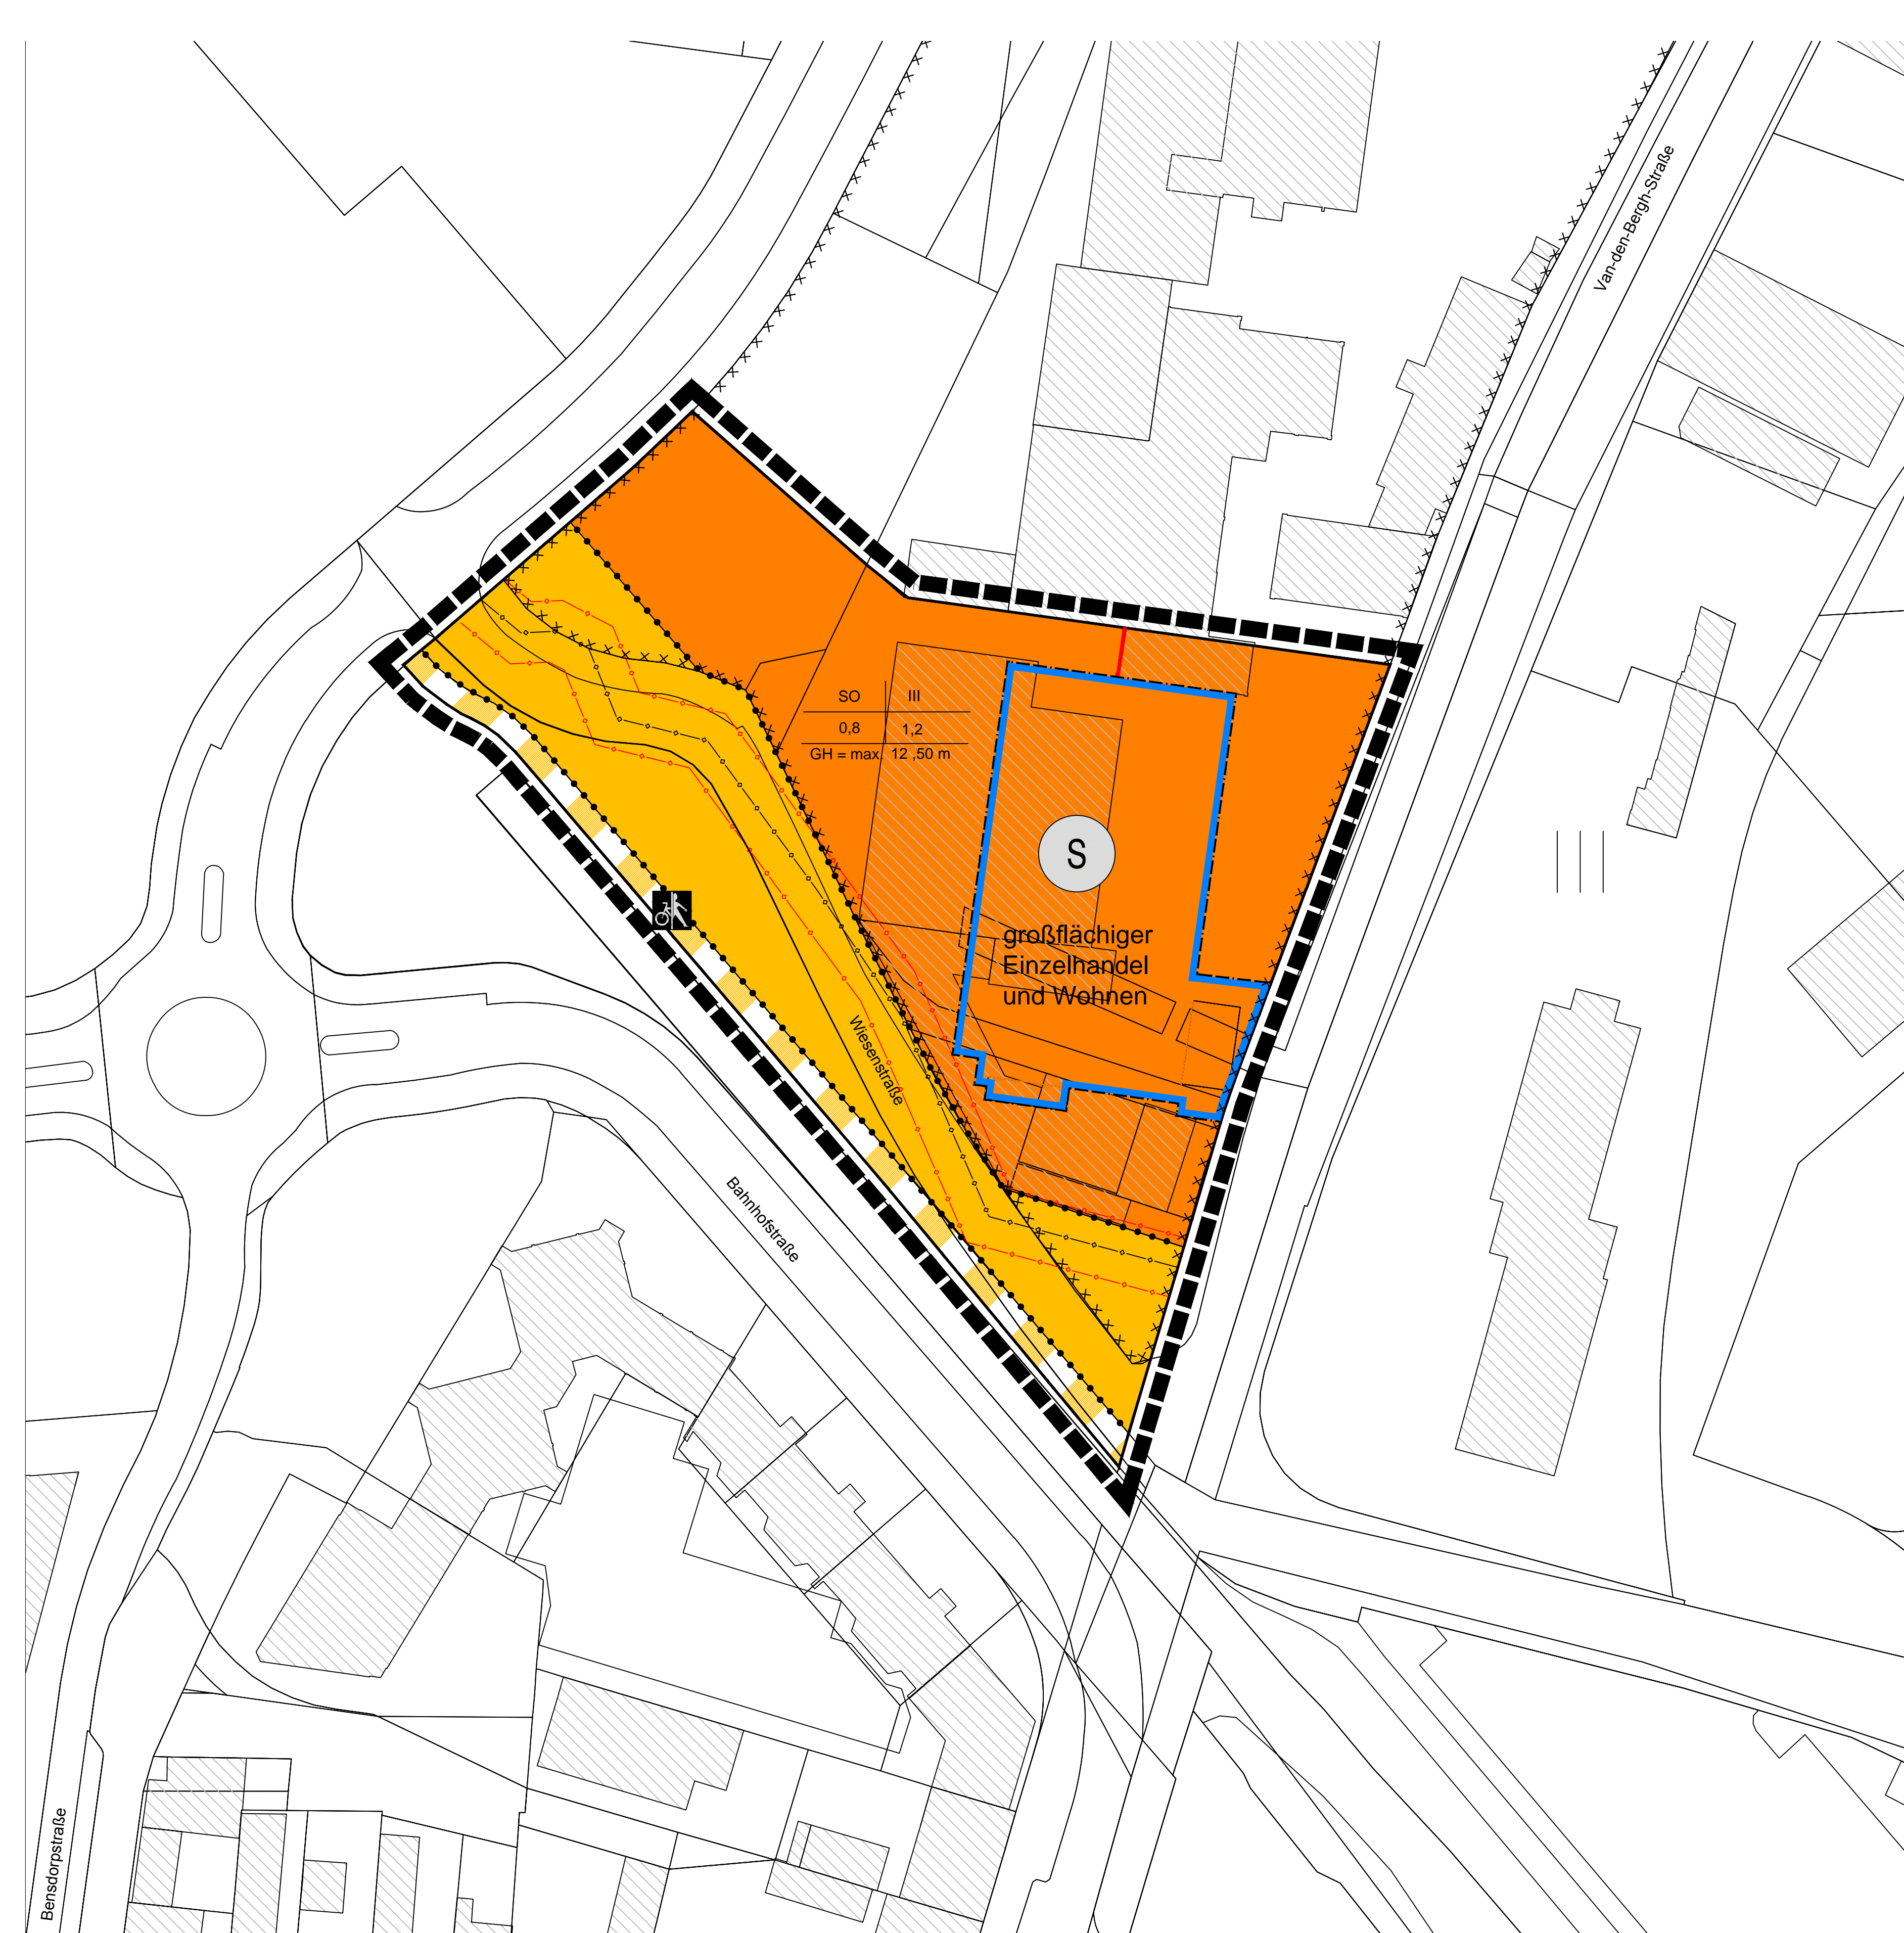 Van-den-Bergh-Straße
SO III
0,8 1,2
GH = max. 12 ,50 m
S
großflächiger
Einzelhandel
und Wohnen
Wiesenstraße
Bahnhofstraße
Bensdorpstraße